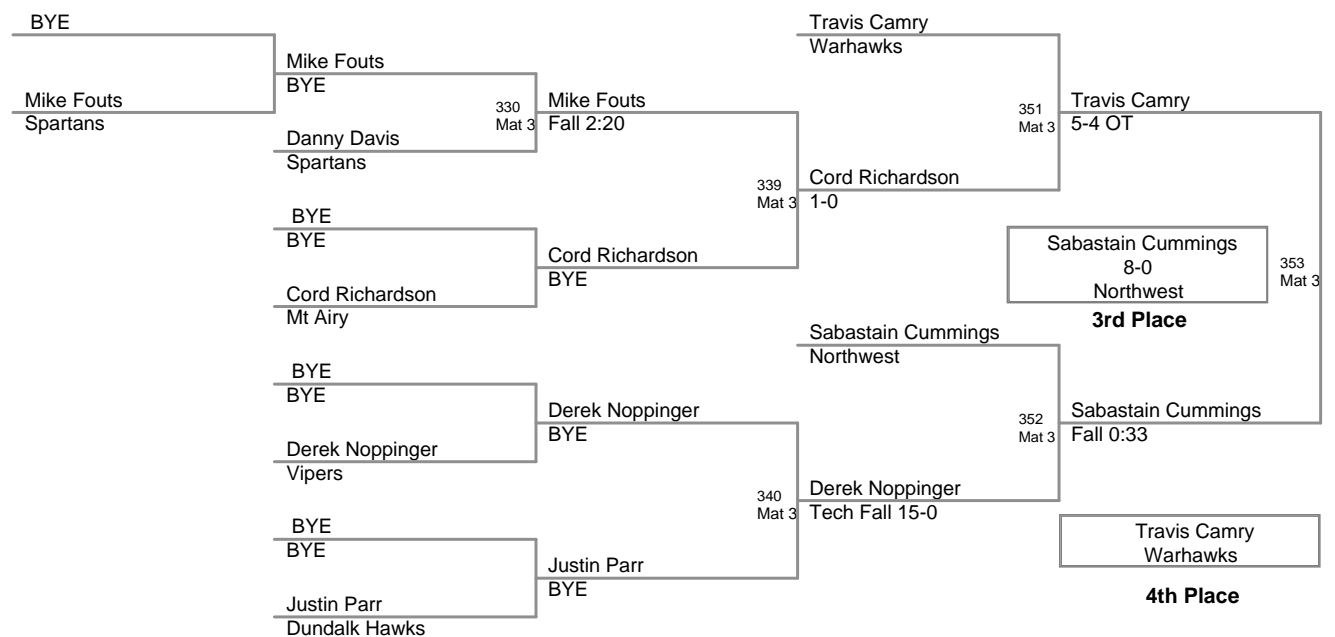 BYE
Mike Fouts
Spartans
Mike Fouts
BYE
Danny Davis
Spartans
330
Mat 3
Mike Fouts
Fall 2:20
BYE
BYE
Cord Richardson
Mt Airy
Cord Richardson
BYE
339
Mat 3
Cord Richardson
1-0
Travis Camry
Warhawks
351
Mat 3
Travis Camry
5-4 OT
Sabastain Cummings
8-0
Northwest
3rd Place
353
Mat 3
BYE
BYE
Derek Noppinger
Vipers
Derek Noppinger
BYE
BYE
BYE
Justin Parr
Dundalk Hawks
Justin Parr
BYE
340
Mat 3
Derek Noppinger
Tech Fall 15-0
Sabastain Cummings
Northwest
352
Mat 3
Sabastain Cummings
Fall 0:33
Travis Camry
Warhawks
4th Place